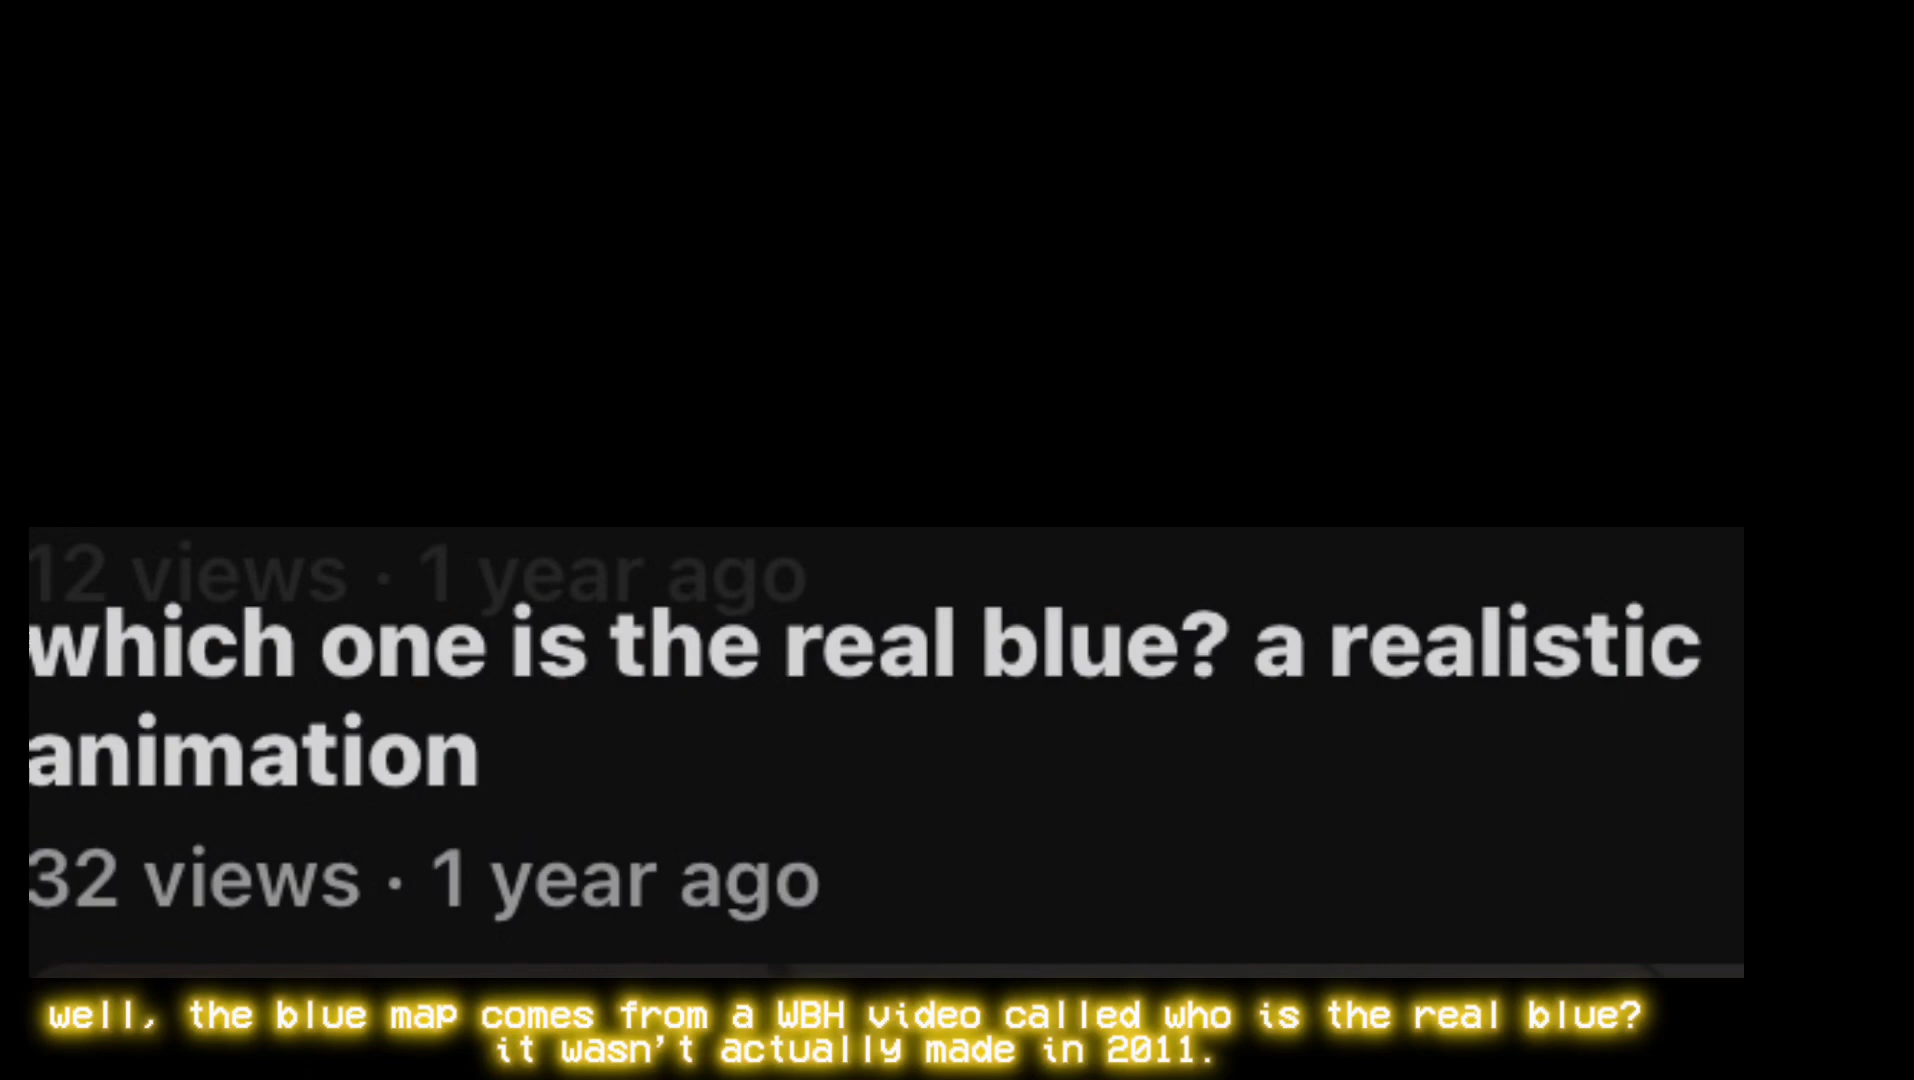 12 views · 1 year ago
which one is the real blue? a realistic
animation
32 views · 1 year ago
well, the blue map comes from a WBH video called who is the real blue?
it wasn't actually made in 2011.